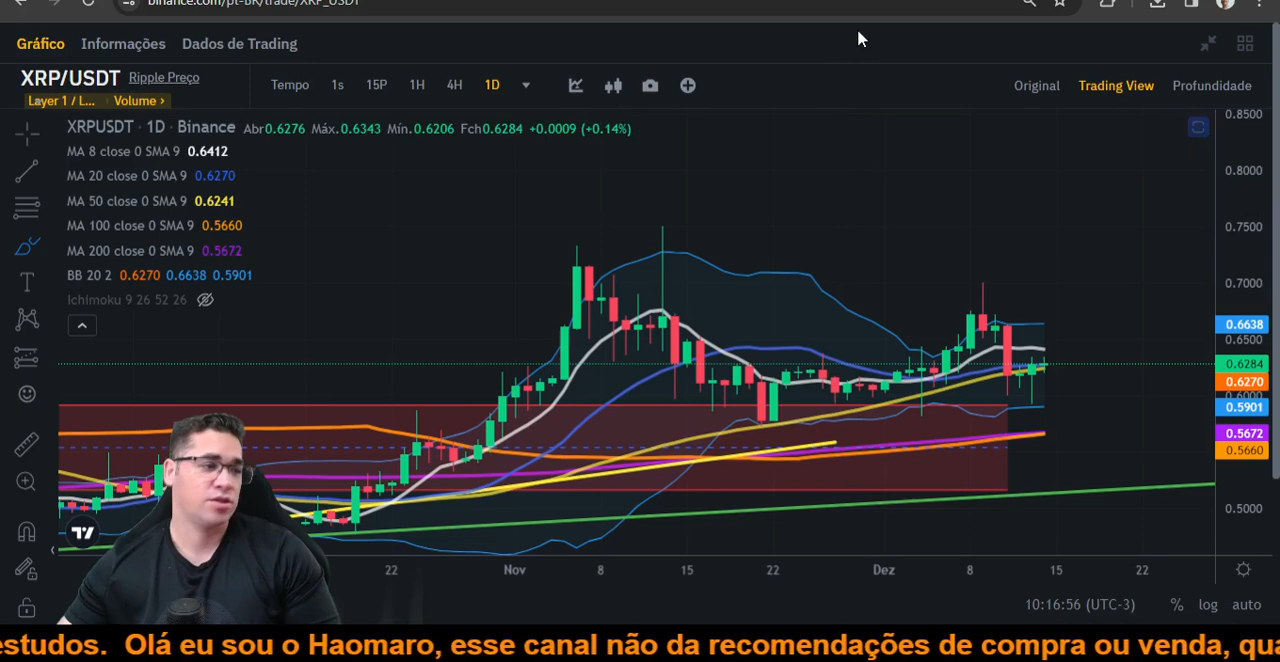 binance.com/pt-BR/trade/XRP_USDT
Gráfico Informações Dados de Trading
XRP/USDT Ripple Preço
Layer 1 / L... Volume ›
Tempo 1s 15P 1H 4H 1D
Original Trading View Profundidade
XRPUSDT · 1D · Binance Abr0.6276 Máx.0.6343 Mín.0.6206 Fch0.6284 +0.0009 (+0.14%)
MA 8 close 0 SMA 9 0.6412
MA 20 close 0 SMA 9 0.6270
MA 50 close 0 SMA 9 0.6241
MA 100 close 0 SMA 9 0.5660
MA 200 close 0 SMA 9 0.5672
BB 20 2 0.6270 0.6638 0.5901
Ichimoku 9 26 52 26
0.8500
0.8000
0.7500
0.7000
0.6638
0.6500
0.6284
0.6270
0.6000
0.5901
0.5672
0.5660
0.5000
22 Nov 8 15 22 Dez 8 15 22
10:16:56 (UTC-3) % log auto
estudos. Olá eu sou o Haomaro, esse canal não da recomendações de compra ou venda, qua